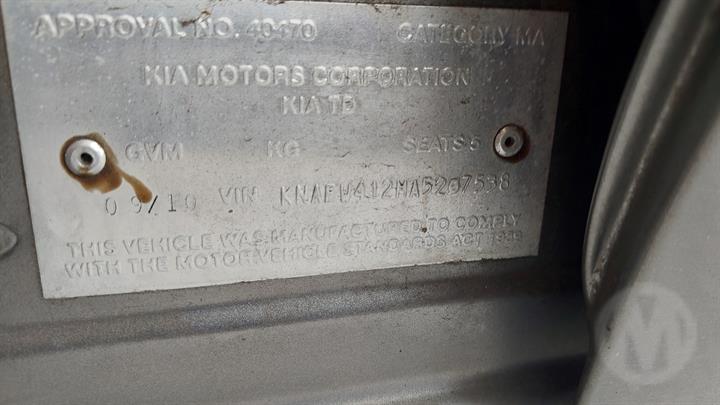 APPROVAL NO. 40470 CATEGORY MA
KIA MOTORS CORPORATION
KIA TD
GVM KG SEATS 5
09/10 VIN KNAFW412MA5207538
THIS VEHICLE WAS MANUFACTURED TO COMPLY
WITH THE MOTOR VEHICLE STANDARDS ACT 1989
M